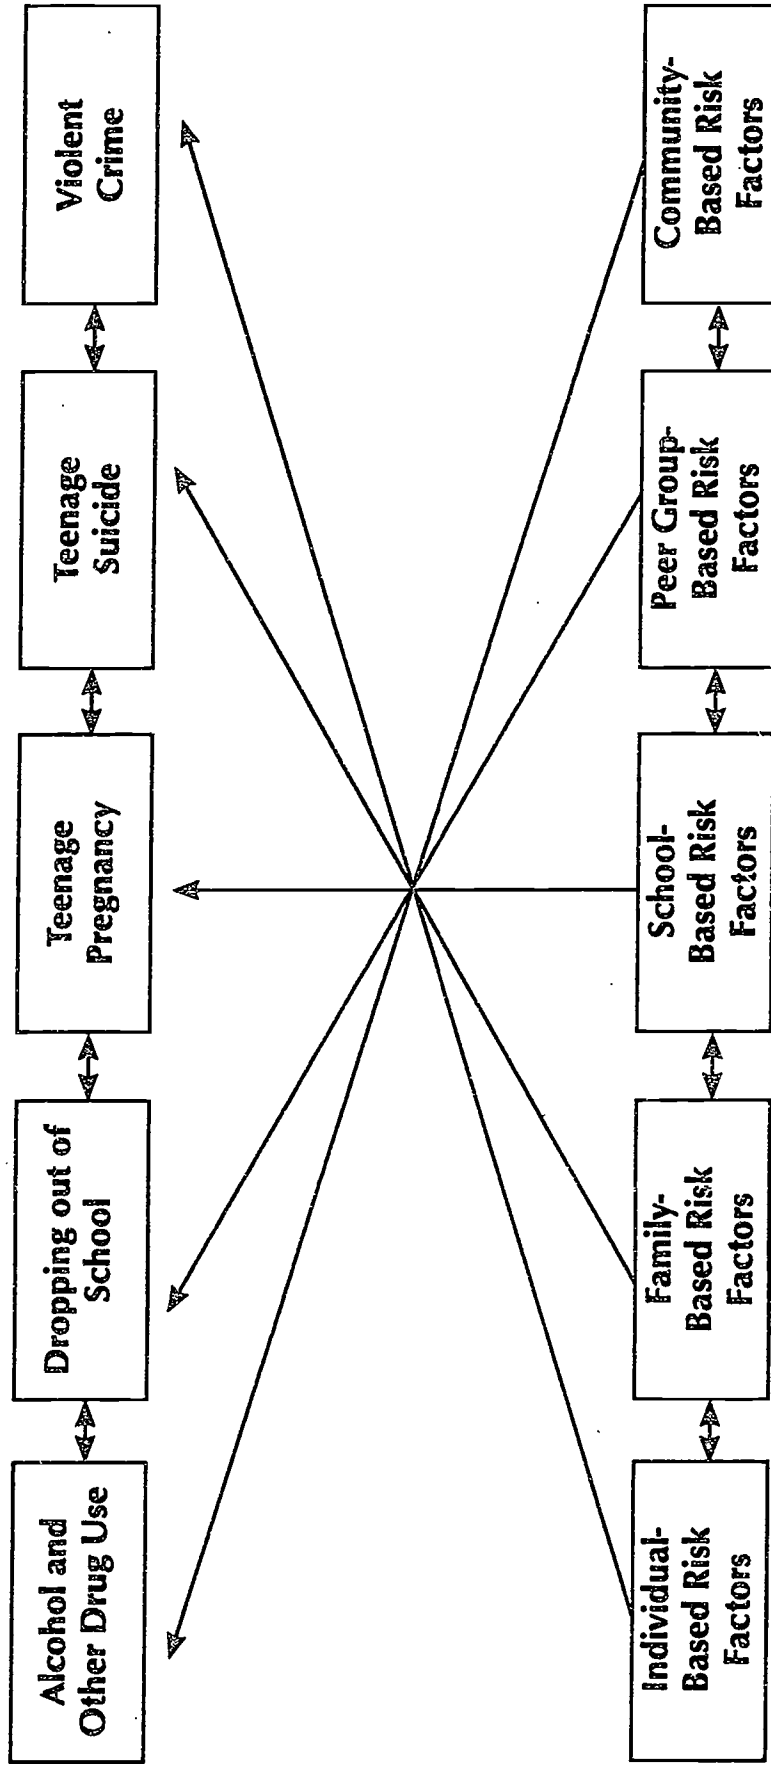 Alcohol and
Other Drug Use
Dropping out of
School
Teenage
Pregnancy
Teenage
Suicide
Violent
Crime
Individual-
Based Risk
Factors
Family-
Based Risk
Factors
School-
Based Risk
Factors
Peer Group-
Based Risk
Factors
Community-
Based Risk
Factors